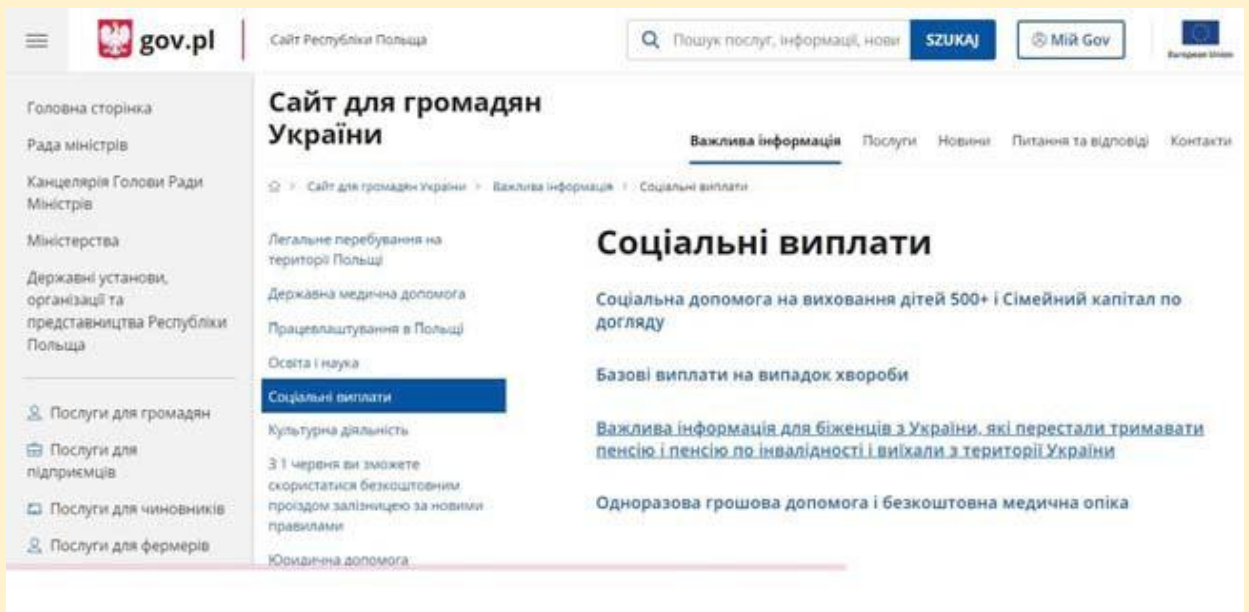 gov.pl
Сайт Республіки Польща
Пошук послуг, інформації, нови
SZUKAJ
Мій Gov
European Union
Головна сторінка
Рада міністрів
Канцелярія Голови Ради
Міністрів
Міністерства
Державні установи,
організації та
представництва Республіки
Польща
Послуги для громадян
Послуги для
підприємців
Послуги для чиновників
Послуги для фермерів
Сайт для громадян
України
Важлива інформація
Послуги
Новини
Питання та відповіді
Контакти
Сайт для громадян України > Важлива інформація > Соціальні виплати
Легальне перебування на
території Польщі
Державна медична допомога
Працевлаштування в Польщі
Освіта і наука
Соціальні виплати
Культурна діяльність
З 1 червня ви зможете
скористатися безкоштовним
проїздом залізницею за новими
правилами
Юридична допомога
Соціальні виплати
Соціальна допомога на виховання дітей 500+ і Сімейний капітал по
догляду
Базові виплати на випадок хвороби
Важлива інформація для біженців з України, які перестали тримавати
пенсію і пенсію по інвалідності і виїхали з території України
Одноразова грошова допомога і безкоштовна медична опіка